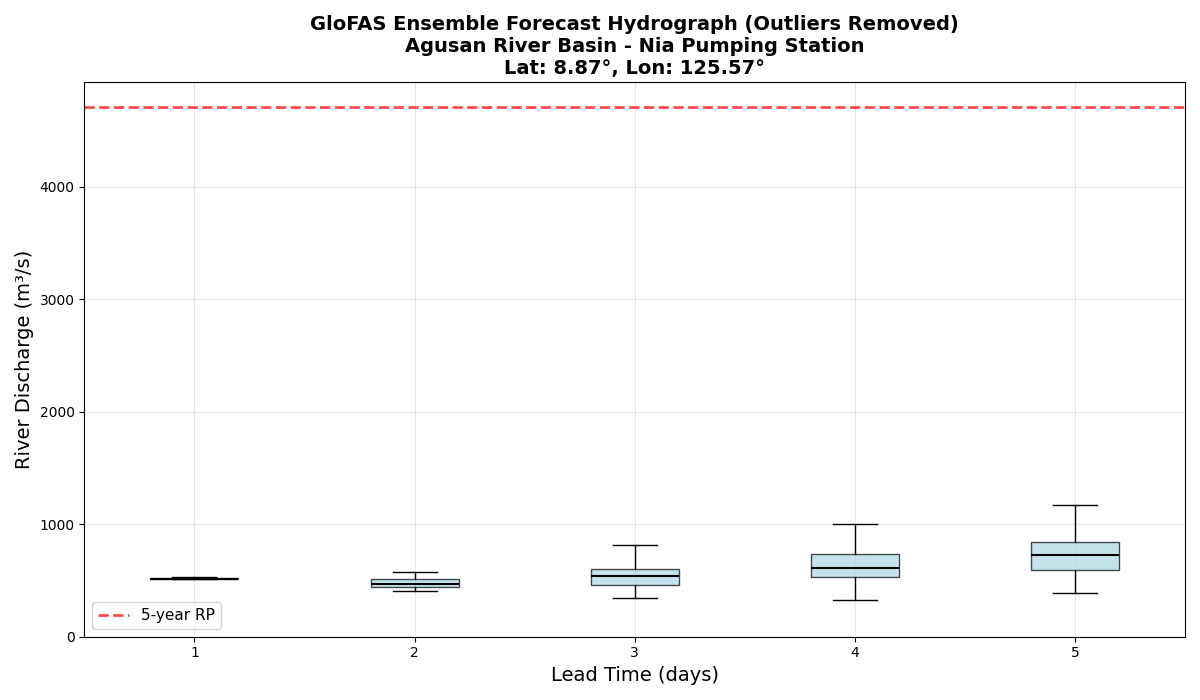 GloFAS Ensemble Forecast Hydrograph (Outliers Removed)
Agusan River Basin - Nia Pumping Station
Lat: 8.87°, Lon: 125.57°
River Discharge (m³/s)
4000
3000
2000
1000
0
5-year RP
1
2
3
4
5
Lead Time (days)